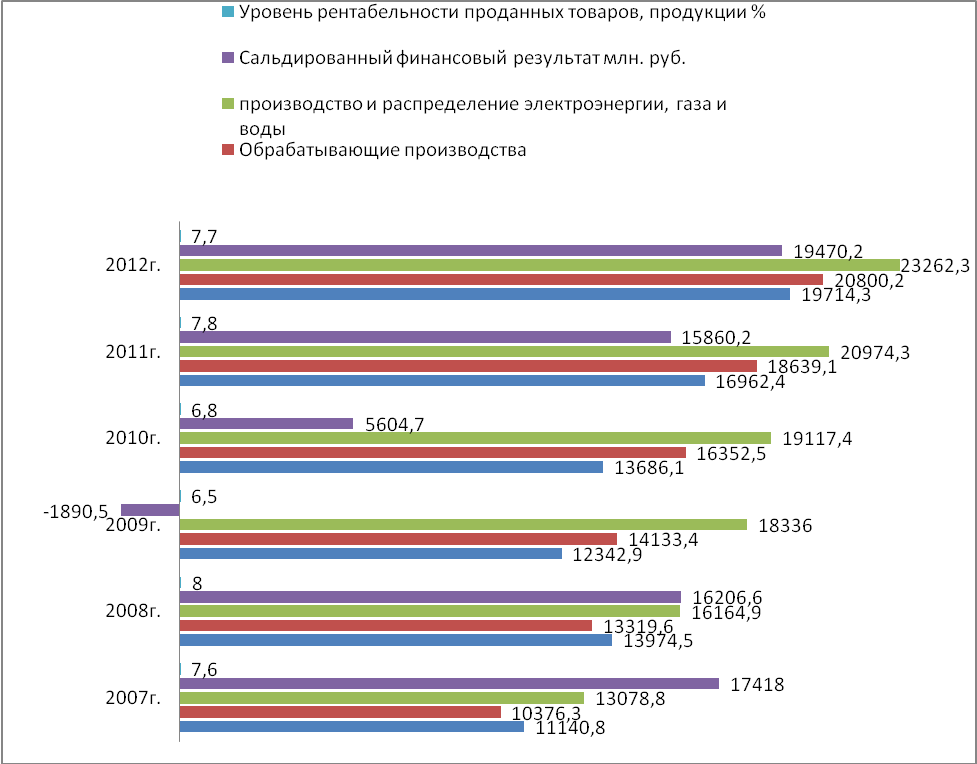 Уровень рентабельности проданных товаров, продукции %
Сальдированный финансовый результат млн. руб.
производство и распределение электроэнергии, газа и
воды
Обрабатывающие производства
7,7
19470,2
2012г.
23262,3
20800,2
19714,3
7,8
15860,2
2011г.
20974,3
18639,1
16962,4
6,8
5604,7
2010г.
19117,4
16352,5
13686,1
6,5
-1890,5
2009г.
18336
14133,4
12342,9
8
16206,6
2008г.
16164,9
13319,6
13974,5
7,6
17418
2007г.
13078,8
10376,3
11140,8